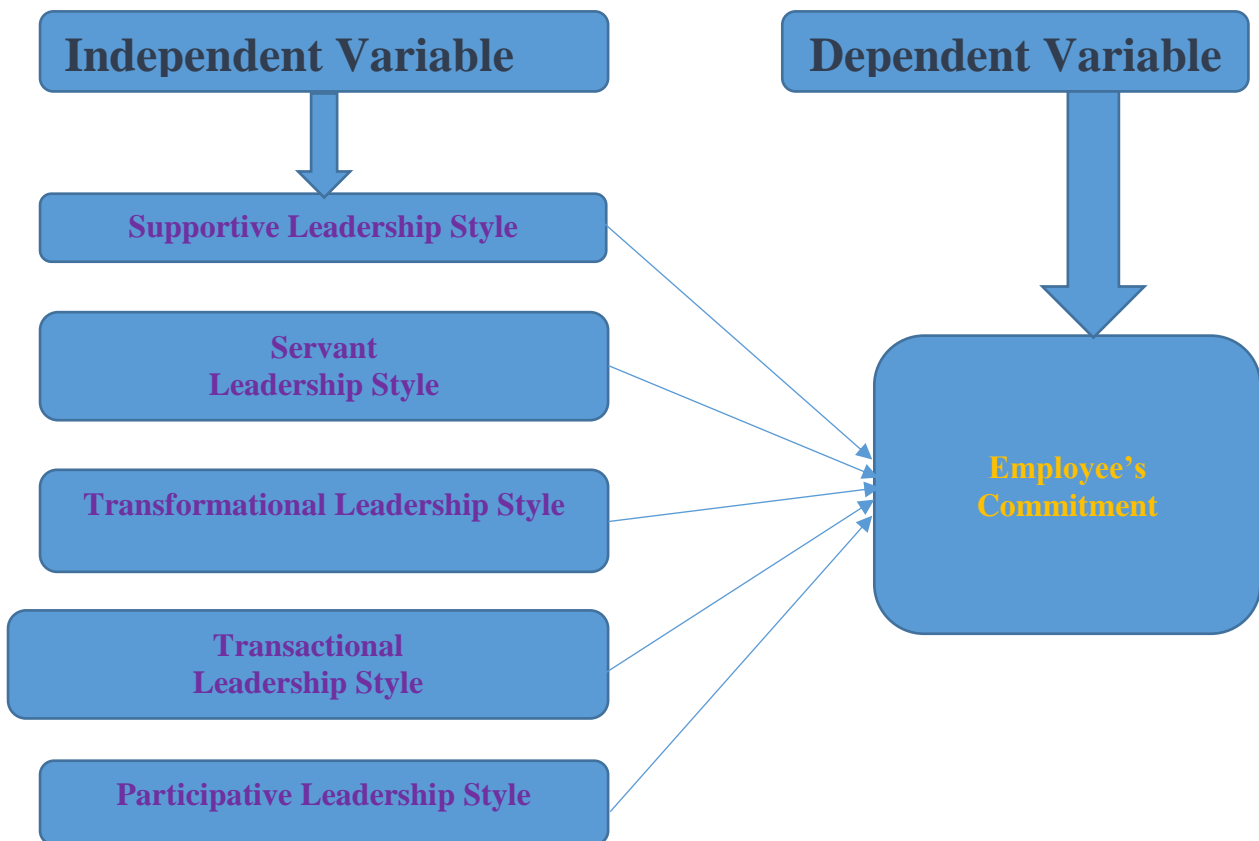 Independent Variable
Dependent Variable
Supportive Leadership Style
Servant
Leadership Style
Transformational Leadership Style
Transactional
Leadership Style
Participative Leadership Style
Employee’s
Commitment